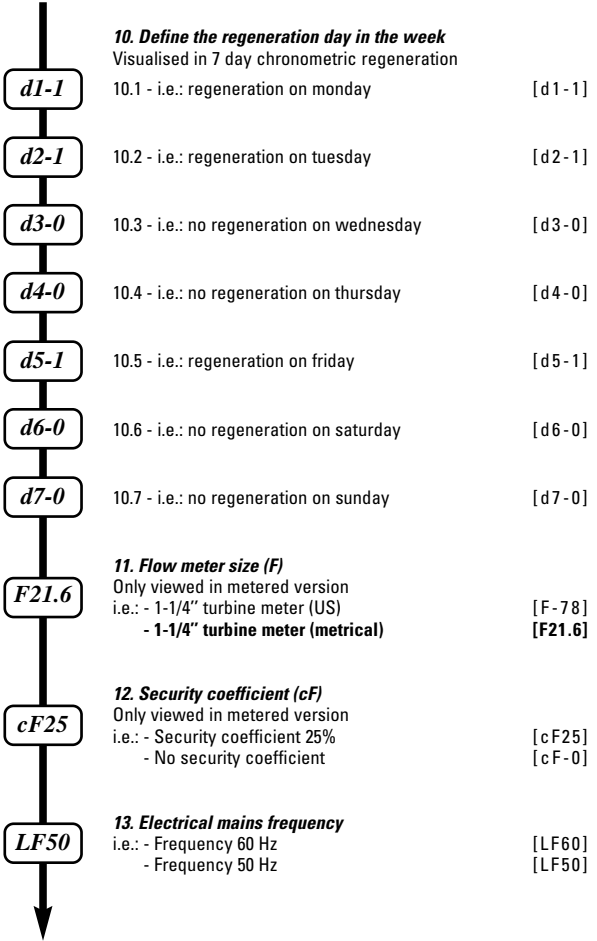 10. Define the regeneration day in the week
Visualised in 7 day chronometric regeneration
d1-1 10.1 - i.e.: regeneration on monday [d1-1]
d2-1 10.2 - i.e.: regeneration on tuesday [d2-1]
d3-0 10.3 - i.e.: no regeneration on wednesday [d3-0]
d4-0 10.4 - i.e.: no regeneration on thursday [d4-0]
d5-1 10.5 - i.e.: regeneration on friday [d5-1]
d6-0 10.6 - i.e.: no regeneration on saturday [d6-0]
d7-0 10.7 - i.e.: no regeneration on sunday [d7-0]
11. Flow meter size (F)
F21.6 Only viewed in metered version
i.e.: - 1-1/4″ turbine meter (US) [F-78]
- 1-1/4″ turbine meter (metrical) [F21.6]
12. Security coefficient (cF)
cF25 Only viewed in metered version
i.e.: - Security coefficient 25% [cF25]
- No security coefficient [cF-0]
13. Electrical mains frequency
LF50 i.e.: - Frequency 60 Hz [LF60]
- Frequency 50 Hz [LF50]